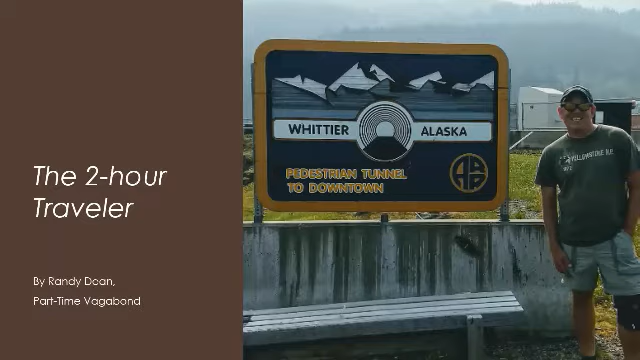 The 2-hour
Traveler
By Randy Dean,
Part-Time Vagabond
WHITTIER ALASKA
PEDESTRIAN TUNNEL
TO DOWNTOWN
YELLOWSTONE